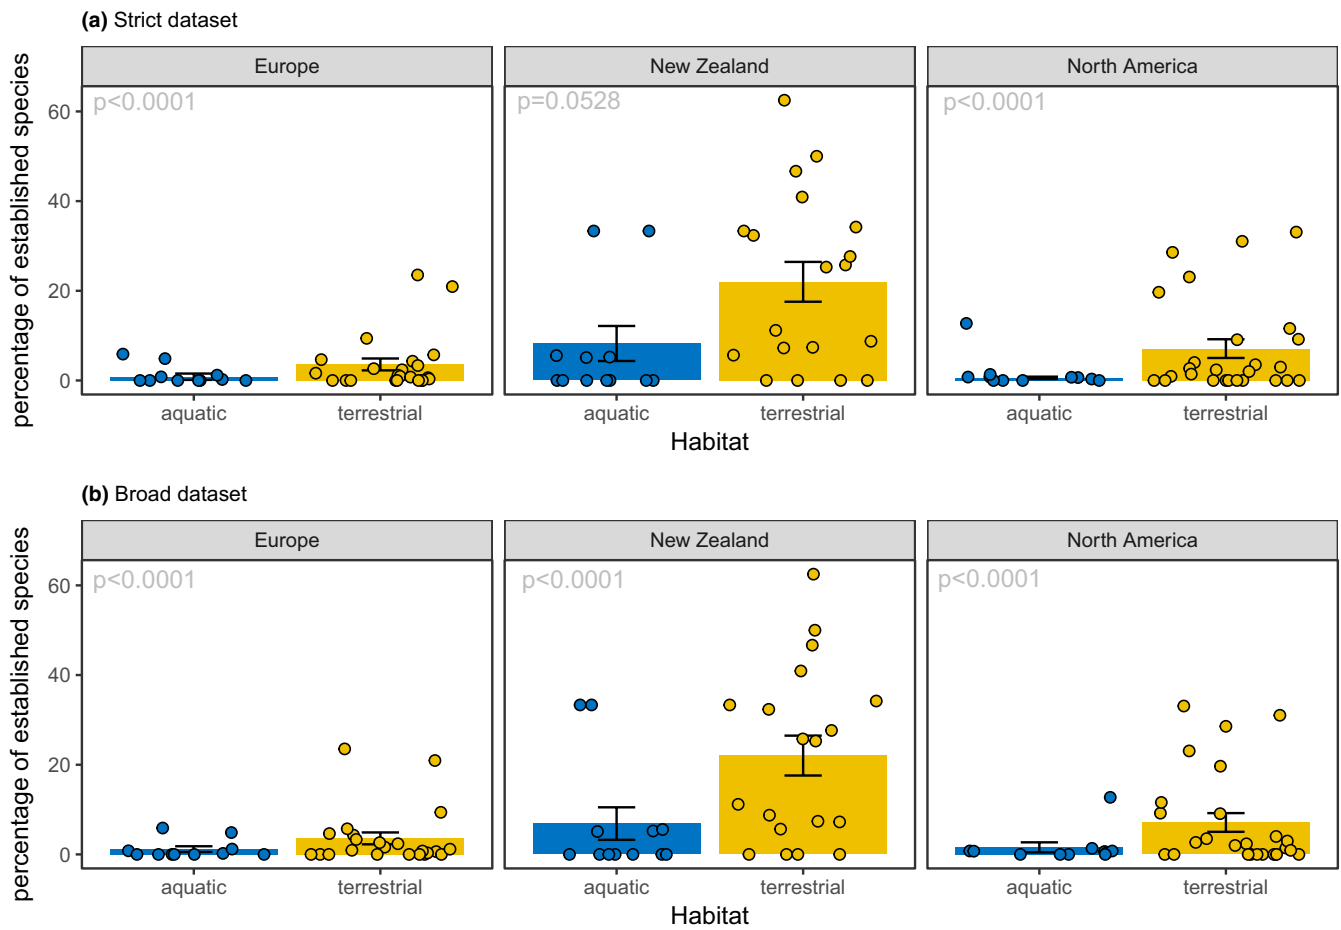 (a) Strict dataset
Europe
New Zealand
North America
p<0.0001
p=0.0528
p<0.0001
percentage of established species
60
40
20
0
aquatic
terrestrial
aquatic
terrestrial
aquatic
terrestrial
Habitat
(b) Broad dataset
Europe
New Zealand
North America
p<0.0001
p<0.0001
p<0.0001
percentage of established species
60
40
20
0
aquatic
terrestrial
aquatic
terrestrial
aquatic
terrestrial
Habitat